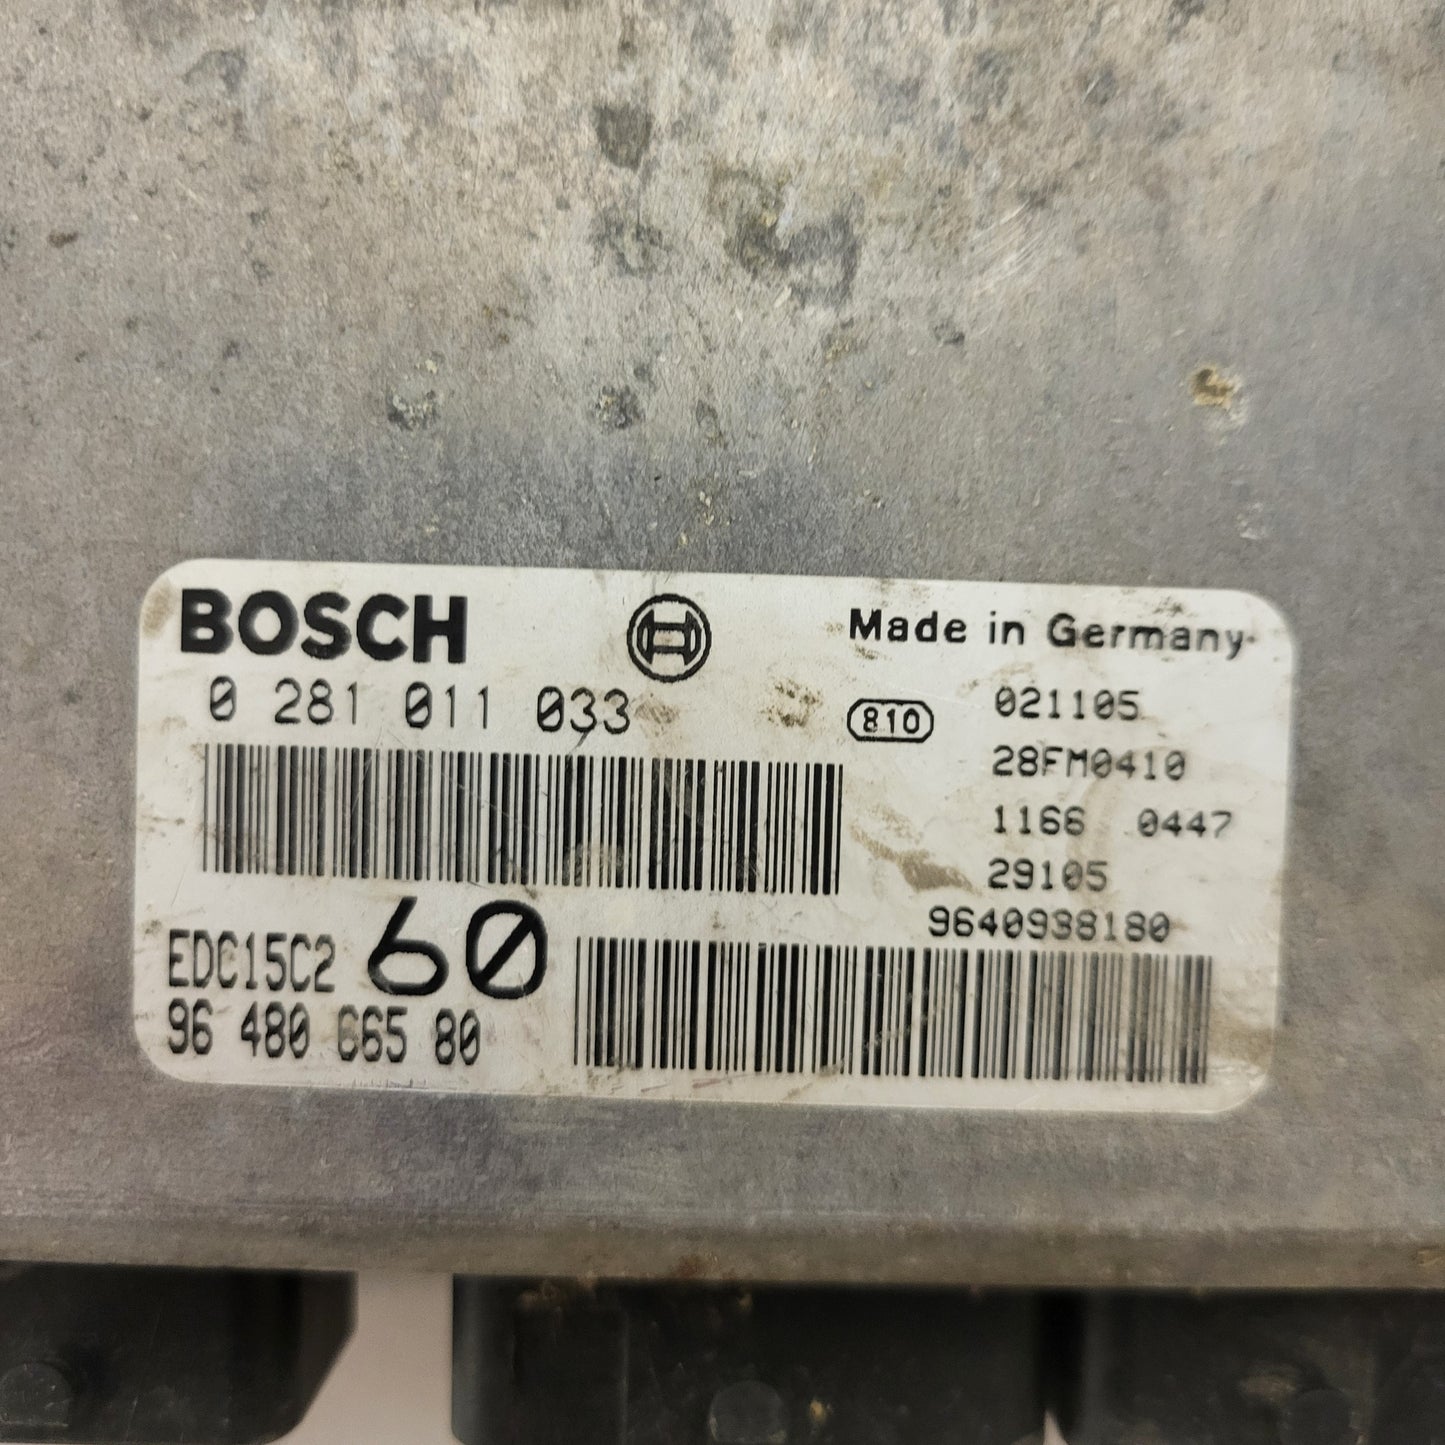 BOSCH
Made in Germany
0 281 011 033
810
021105
28FM0410
1166 0447
29105
9640938180
EDC15C2
60
96 480 665 80